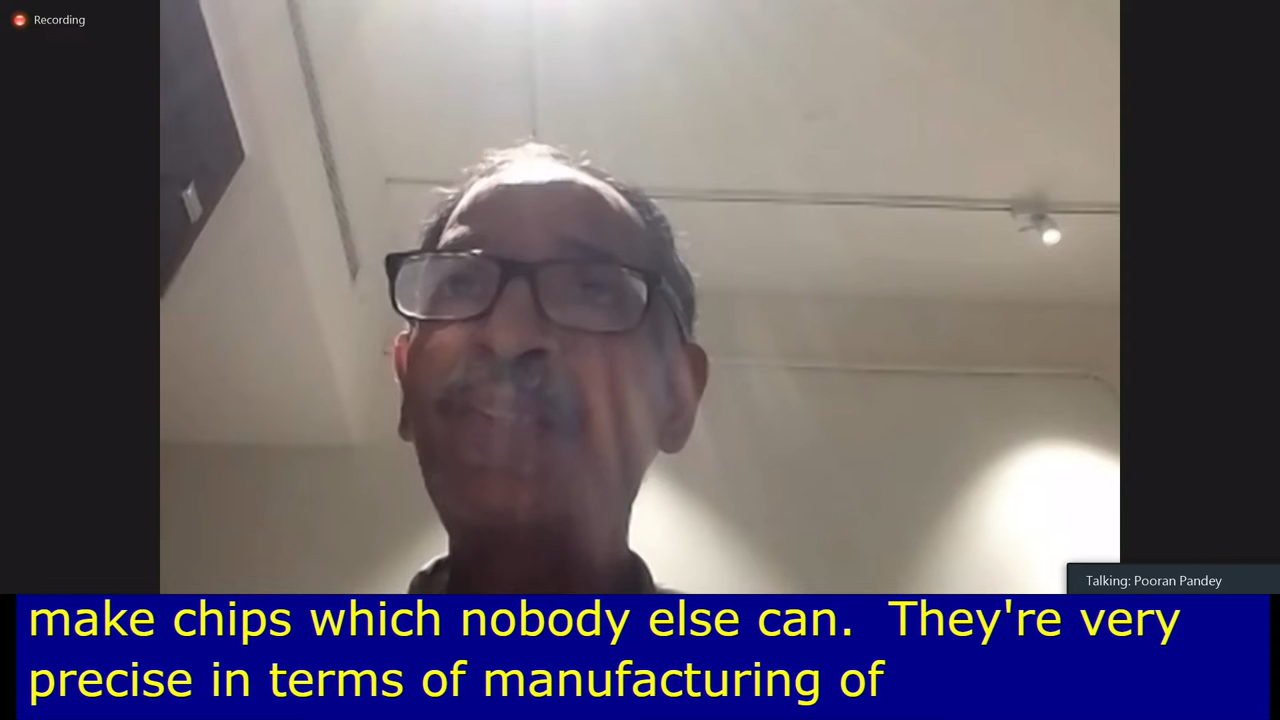 Recording
Talking: Pooran Pandey
make chips which nobody else can.  They're very
precise in terms of manufacturing of